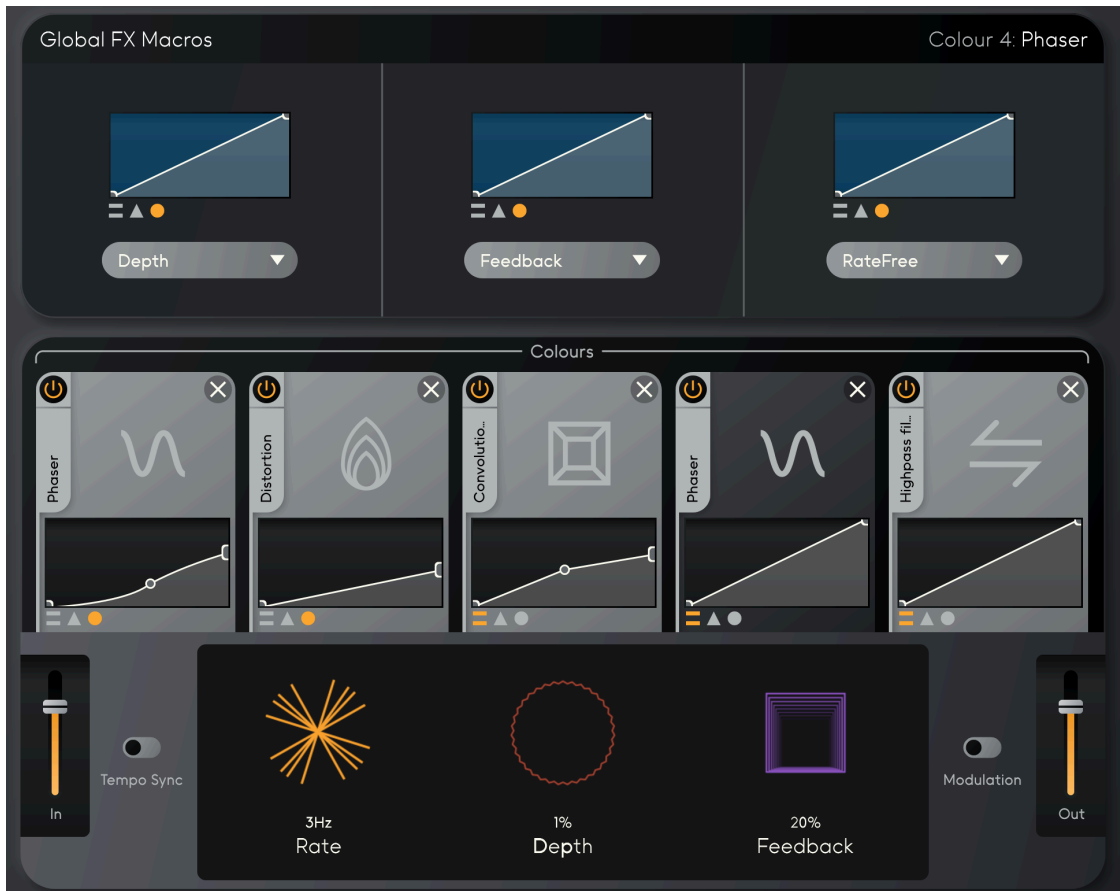 Global FX Macros
Colour 4: Phaser
Depth
Feedback
RateFree
Colours
Phaser
Distortion
Convolutio...
Phaser
Highpass fil...
Tempo Sync
Modulation
In
Out
3Hz
Rate
1%
Depth
20%
Feedback